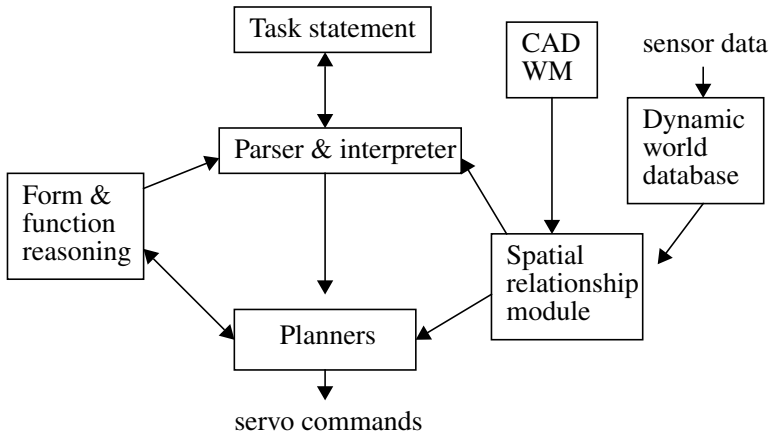 Task statement
CAD
WM
sensor data
Parser & interpreter
Dynamic
world
database
Form &
function
reasoning
Spatial
relationship
module
Planners
servo commands